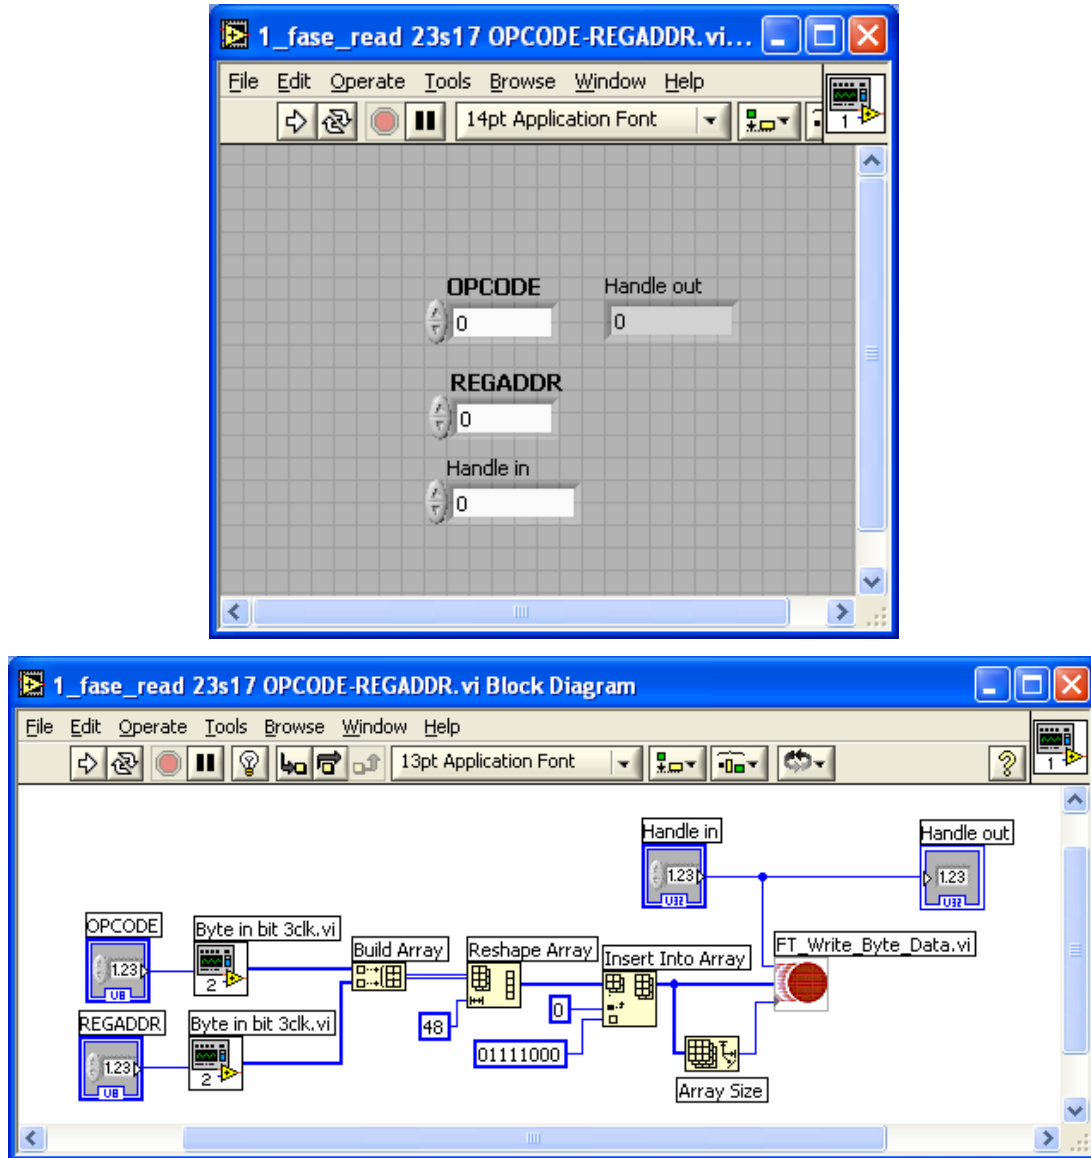 1_fase_read 23s17 OPCODE-REGADDR.vi...
File Edit Operate Tools Browse Window Help
14pt Application Font
1
OPCODE
0
Handle out
0
REGADDR
0
Handle in
0
1_fase_read 23s17 OPCODE-REGADDR.vi Block Diagram
File Edit Operate Tools Browse Window Help
13pt Application Font
?
1
Handle in
1.23
U32
Handle out
1.23
U32
OPCODE
1.23
U8
Byte in bit 3clk.vi
2
Build Array
Reshape Array
Insert Into Array
FT_Write_Byte_Data.vi
REGADDR
1.23
U8
Byte in bit 3clk.vi
2
48
0
01111000
Array Size